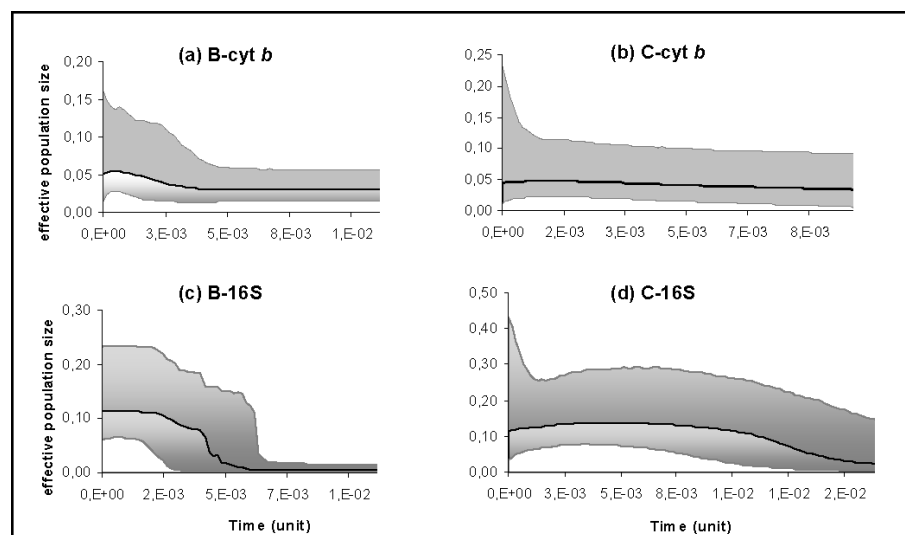 (a) B-cyt b
effective population size
0,20
0,15
0,10
0,05
0,00
0,E+00 3,E-03 5,E-03 8,E-03 1,E-02
(b) C-cyt b
0,25
0,20
0,15
0,10
0,05
0,00
0,E+00 2,E-03 3,E-03 5,E-03 7,E-03 8,E-03
(c) B-16S
effective population size
0,30
0,20
0,10
0,00
0,E+00 2,E-03 5,E-03 7,E-03 1,E-02
Time (unit)
(d) C-16S
0,50
0,40
0,30
0,20
0,10
0,00
0,E+00 3,E-03 5,E-03 8,E-03 1,E-02 1,E-02 2,E-02
Time (unit)